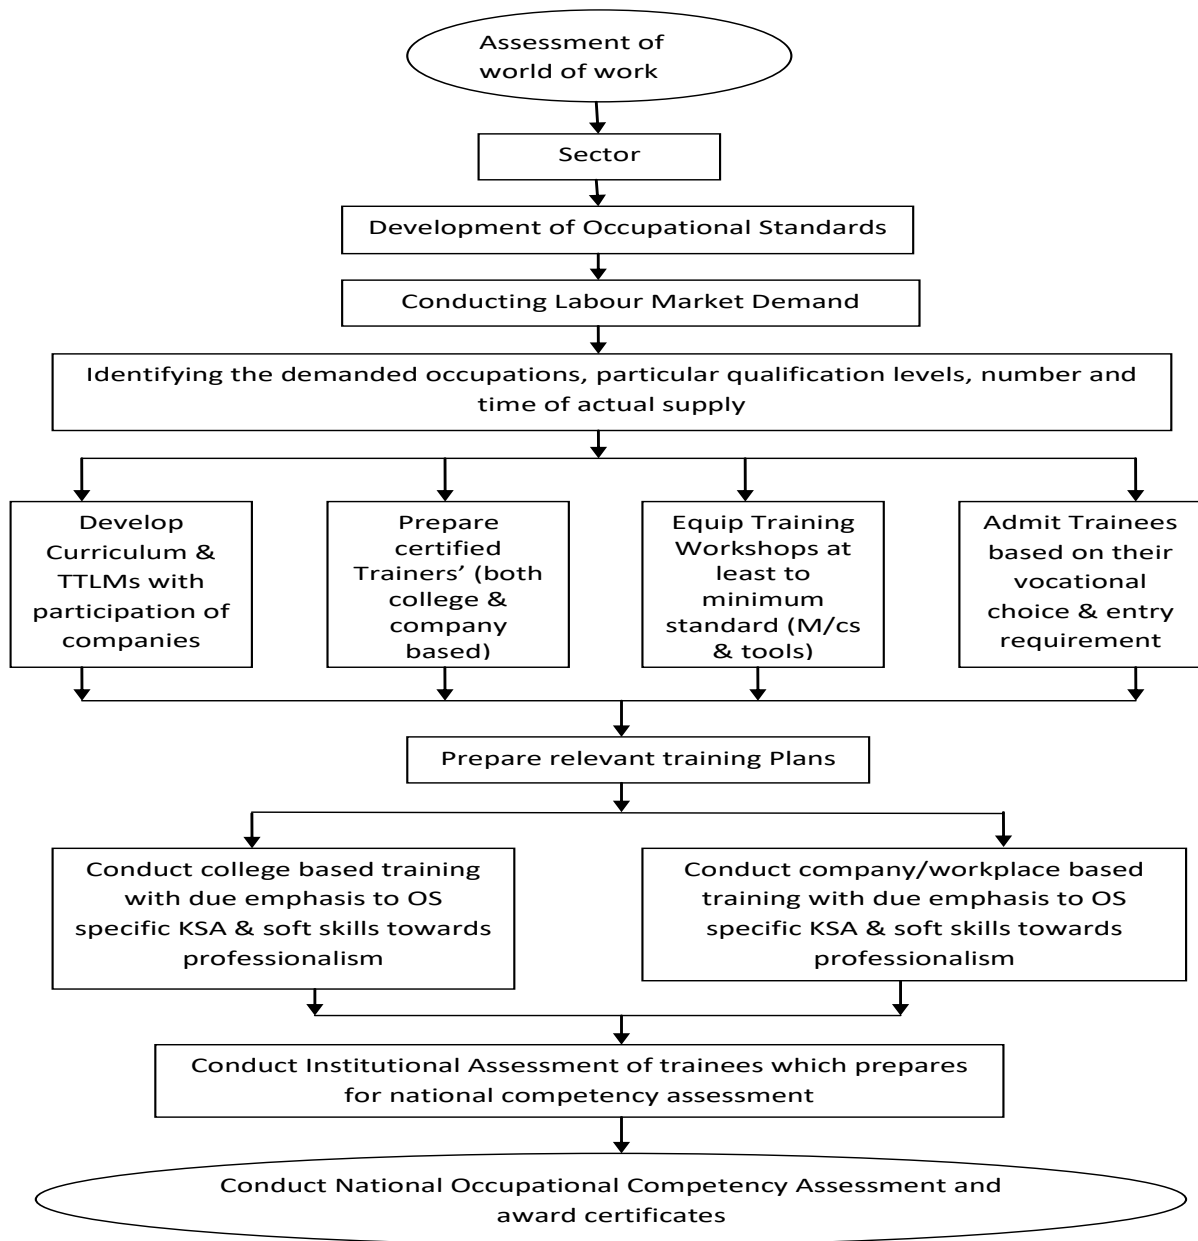 Assessment of
world of work
Sector
Development of Occupational Standards
Conducting Labour Market Demand
Identifying the demanded occupations, particular qualification levels, number and
time of actual supply
Develop
Curriculum &
TTLMs with
participation of
companies
Prepare
certified
Trainers’ (both
college &
company
based)
Equip Training
Workshops at
least to
minimum
standard (M/cs
& tools)
Admit Trainees
based on their
vocational
choice & entry
requirement
Prepare relevant training Plans
Conduct college based training
with due emphasis to OS
specific KSA & soft skills towards
professionalism
Conduct company/workplace based
training with due emphasis to OS
specific KSA & soft skills towards
professionalism
Conduct Institutional Assessment of trainees which prepares
for national competency assessment
Conduct National Occupational Competency Assessment and
award certificates